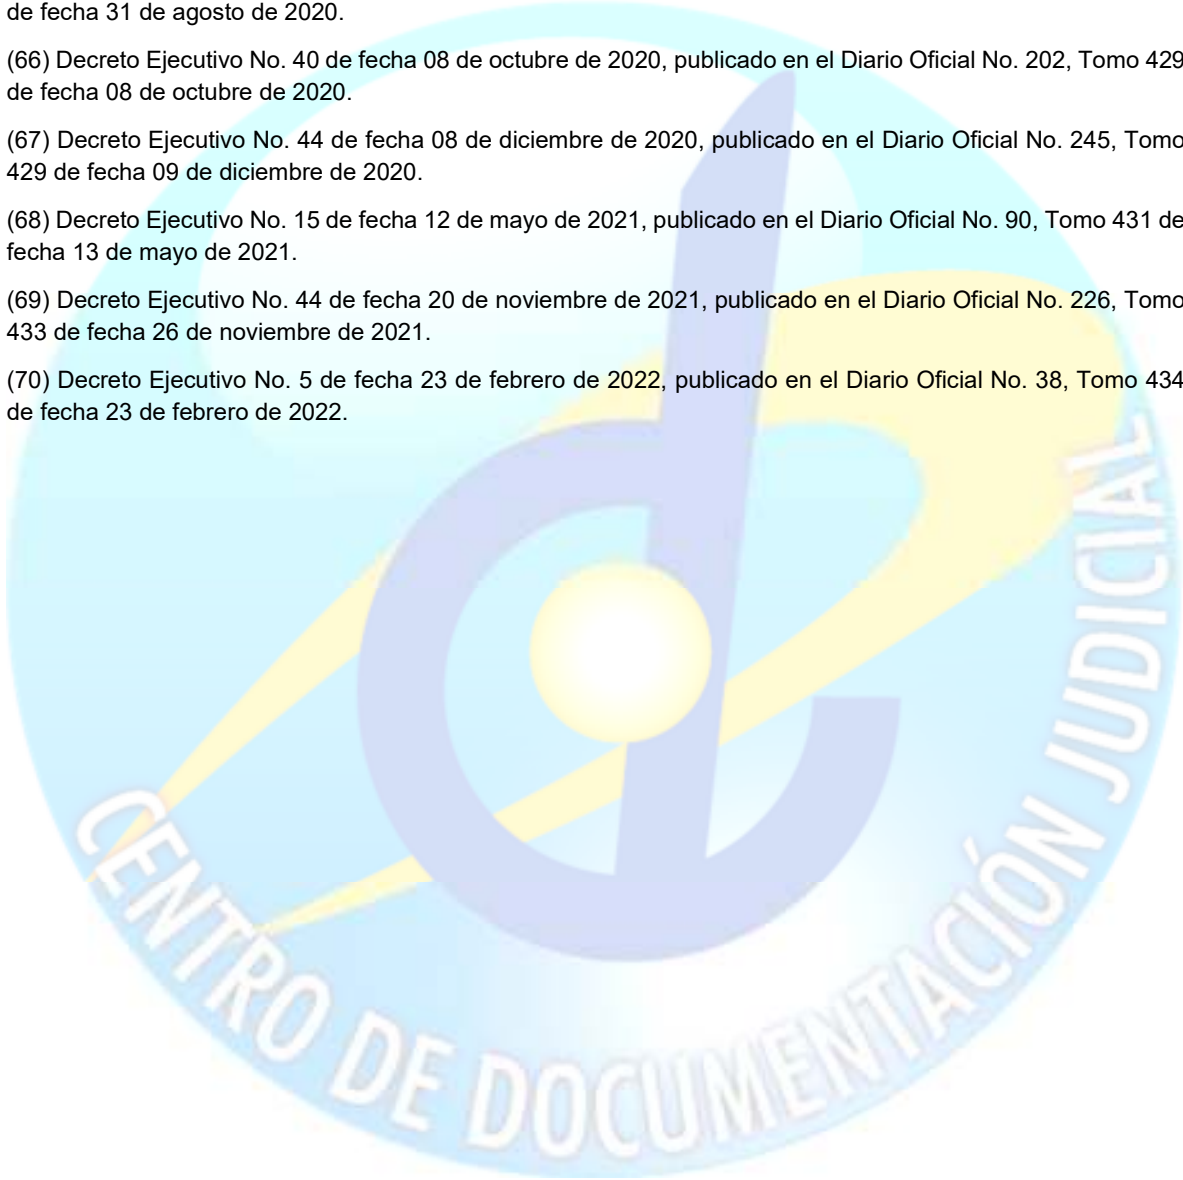 de fecha 31 de agosto de 2020.
(66) Decreto Ejecutivo No. 40 de fecha 08 de octubre de 2020, publicado en el Diario Oficial No. 202, Tomo 429
de fecha 08 de octubre de 2020.
(67) Decreto Ejecutivo No. 44 de fecha 08 de diciembre de 2020, publicado en el Diario Oficial No. 245, Tomo
429 de fecha 09 de diciembre de 2020.
(68) Decreto Ejecutivo No. 15 de fecha 12 de mayo de 2021, publicado en el Diario Oficial No. 90, Tomo 431 de
fecha 13 de mayo de 2021.
(69) Decreto Ejecutivo No. 44 de fecha 20 de noviembre de 2021, publicado en el Diario Oficial No. 226, Tomo
433 de fecha 26 de noviembre de 2021.
(70) Decreto Ejecutivo No. 5 de fecha 23 de febrero de 2022, publicado en el Diario Oficial No. 38, Tomo 434
de fecha 23 de febrero de 2022.
CENTRO DE DOCUMENTACIÓN JUDICIAL